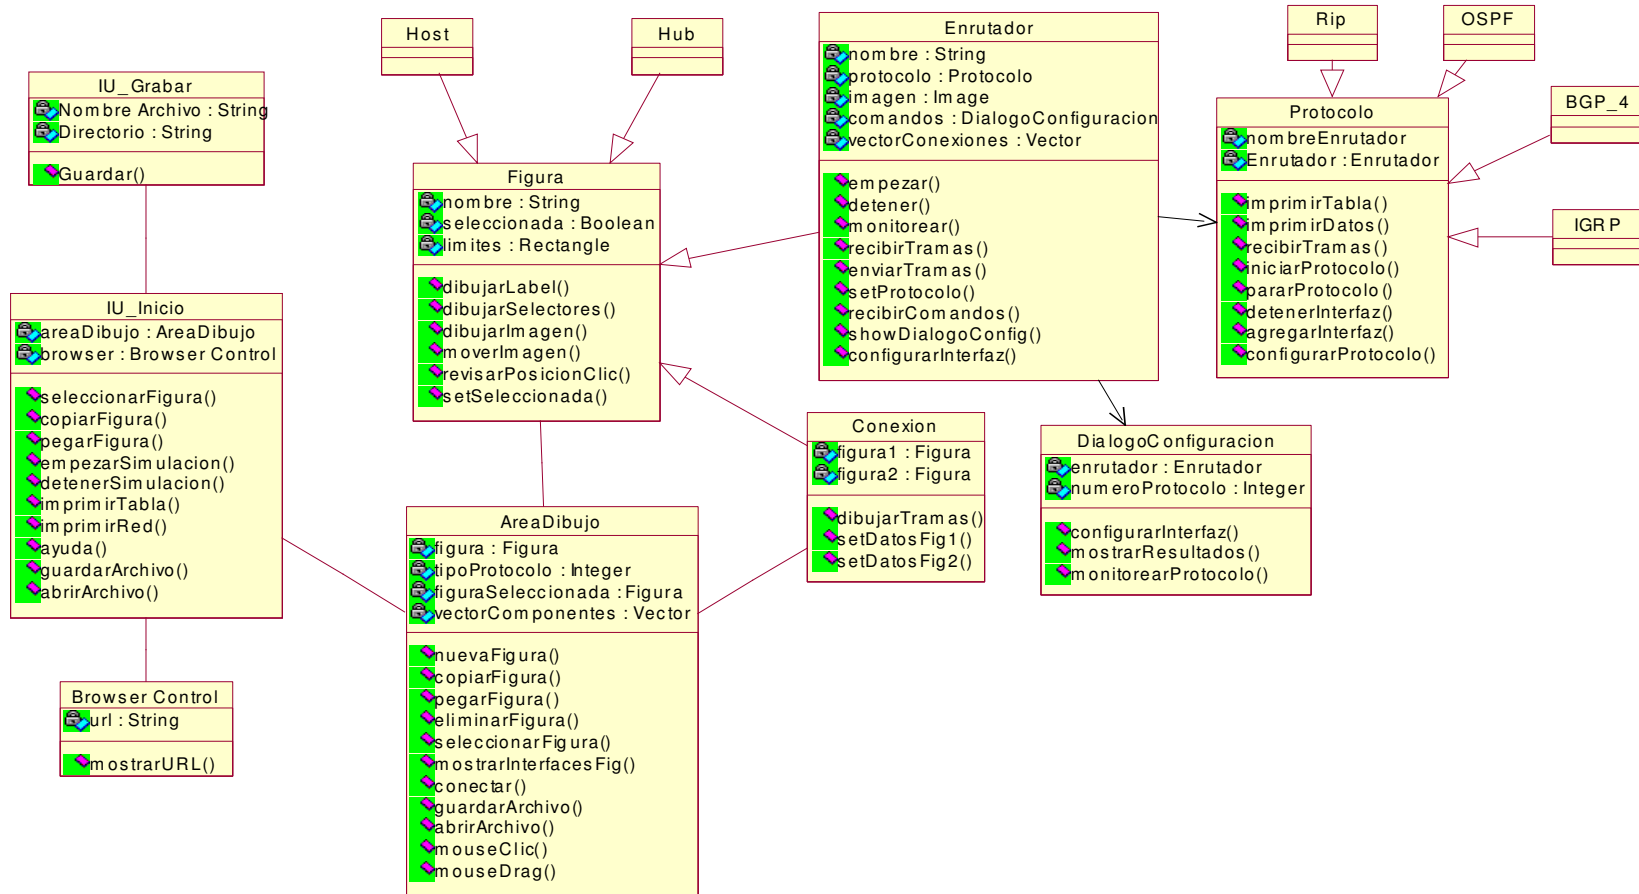 IU_Grabar
Nombre Archivo : String
Directorio : String
Guardar()
IU_Inicio
areaDibujo : AreaDibujo
browser : Browser Control
seleccionarFigura()
copiarFigura()
pegarFigura()
empezarSimulacion()
detenerSimulacion()
imprimirTabla()
imprimirRed()
ayuda()
guardarArchivo()
abrirArchivo()
Browser Control
url : String
mostrarURL()
Host
Hub
Figura
nombre : String
seleccionada : Boolean
limites : Rectangle
dibujarLabel()
dibujarSelectores()
dibujarImagen()
moverImagen()
revisarPosicionClic()
setSeleccionada()
AreaDibujo
figura : Figura
tipoProtocolo : Integer
figuraSeleccionada : Figura
vectorComponentes : Vector
nuevaFigura()
copiarFigura()
pegarFigura()
eliminarFigura()
seleccionarFigura()
mostrarInterfacesFig()
conectar()
guardarArchivo()
abrirArchivo()
mouseClic()
mouseDrag()
Enrutador
nombre : String
protocolo : Protocolo
imagen : Image
comandos : DialogoConfiguracion
vectorConexiones : Vector
empezar()
detener()
monitorear()
recibirTramas()
enviarTramas()
setProtocolo()
recibirComandos()
showDialogoConfig()
configurarInterfaz()
Conexion
figura1 : Figura
figura2 : Figura
dibujarTramas()
setDatosFig1()
setDatosFig2()
DialogoConfiguracion
enrutador : Enrutador
numeroProtocolo : Integer
configurarInterfaz()
mostrarResultados()
monitorearProtocolo()
Rip
OSPF
Protocolo
nombreEnrutador
Enrutador : Enrutador
imprimirTabla()
imprimirDatos()
recibirTramas()
iniciarProtocolo()
pararProtocolo()
detenerInterfaz()
agregarInterfaz()
configurarProtocolo()
BGP_4
IGRP